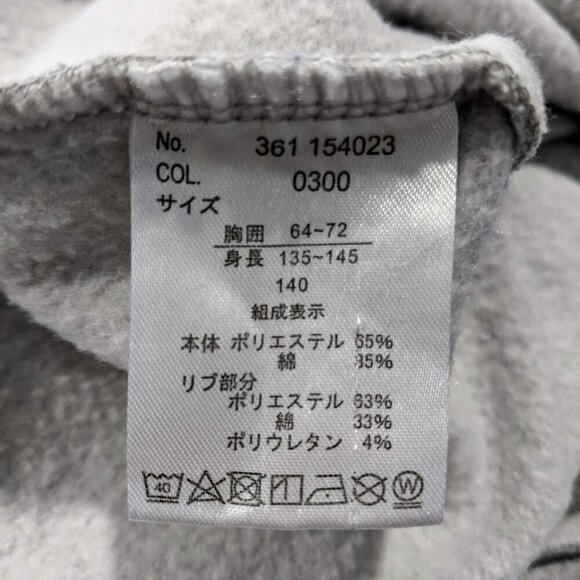 No. 361 154023
COL. 0300
サイズ
胸囲 64~72
身長 135~145
140
組成表示
本体 ポリエステル 65%
綿 35%
リブ部分
ポリエステル 63%
綿 33%
ポリウレタン 4%
40 W